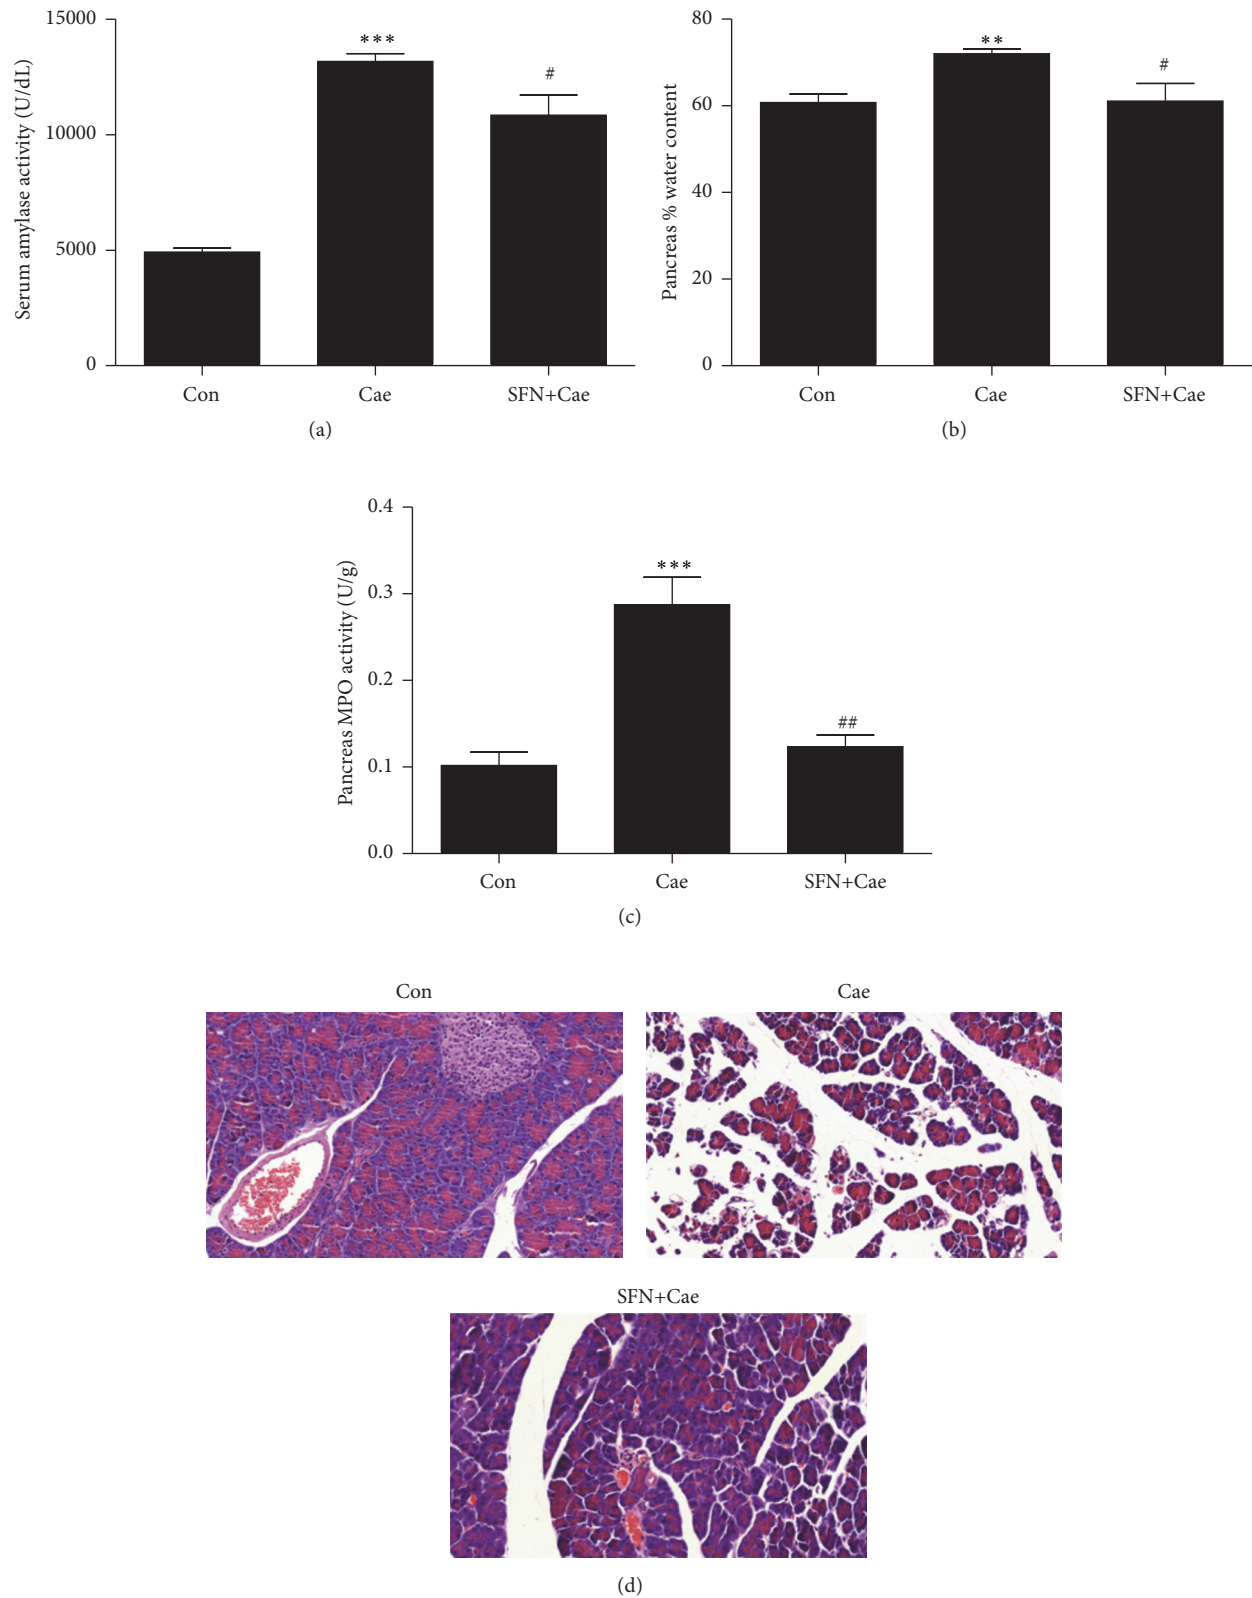 15000
10000
5000
0
Serum amylase activity (U/dL)
***
#
Con
Cae
SFN+Cae
(a)
80
60
40
20
0
Pancreas % water content
**
#
Con
Cae
SFN+Cae
(b)
0.4
0.3
0.2
0.1
0.0
Pancreas MPO activity (U/g)
***
##
Con
Cae
SFN+Cae
(c)
Con
Cae
SFN+Cae
(d)